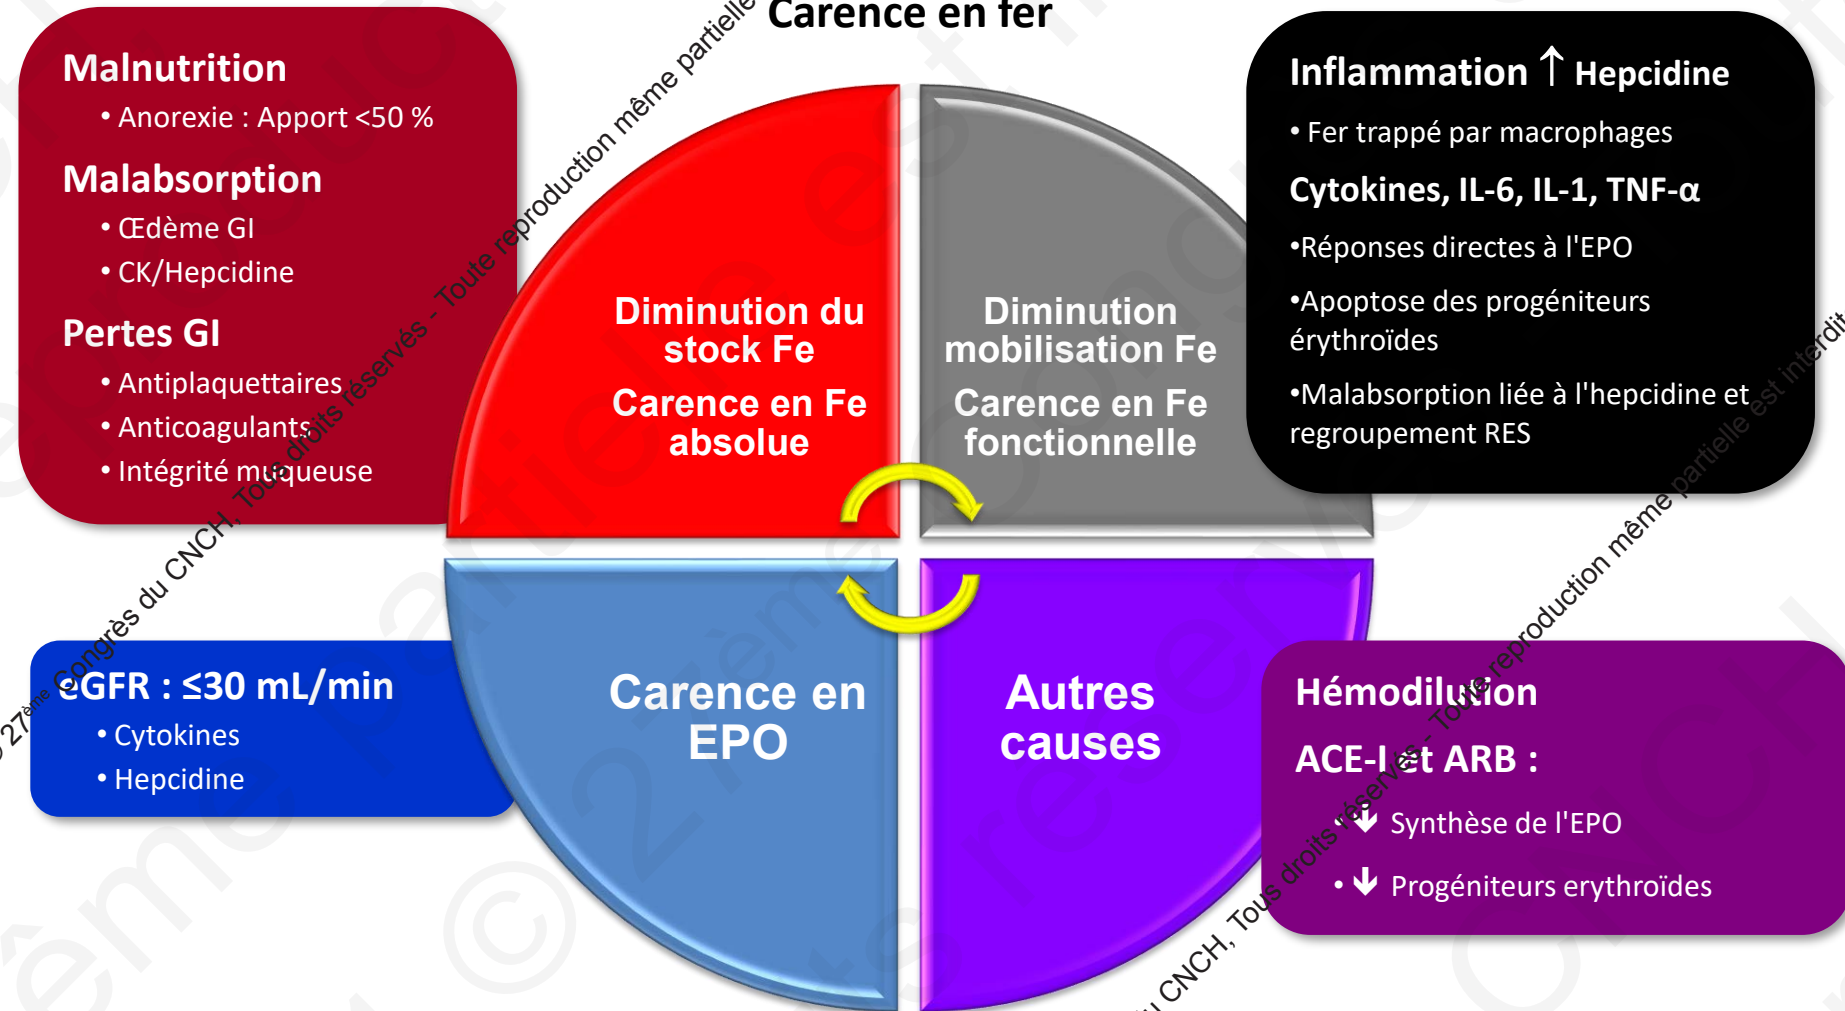 Carence en fer
Malnutrition
• Anorexie : Apport <50 %
Malabsorption
• Œdème GI
• CK/Hepcidine
Pertes GI
• Antiplaquettaires
• Anticoagulants
• Intégrité muqueuse
Diminution du
stock Fe
Carence en Fe
absolue
Diminution
mobilisation Fe
Carence en Fe
fonctionnelle
Inflammation ↑ Hepcidine
• Fer trappé par macrophages
Cytokines, IL-6, IL-1, TNF-α
•Réponses directes à l'EPO
•Apoptose des progéniteurs
érythroïdes
•Malabsorption liée à l'hepcidine et
regroupement RES
eGFR : ≤30 mL/min
• Cytokines
• Hepcidine
Carence en
EPO
Autres
causes
Hémodilution
ACE-I et ARB :
• 🡻 Synthèse de l'EPO
• 🡻 Progéniteurs erythroïdes
27ème Congrès du CNCH, Tous droits réservés - Toute reproduction même partielle
du CNCH, Tous droits réservés - Toute reproduction même partielle est interdit